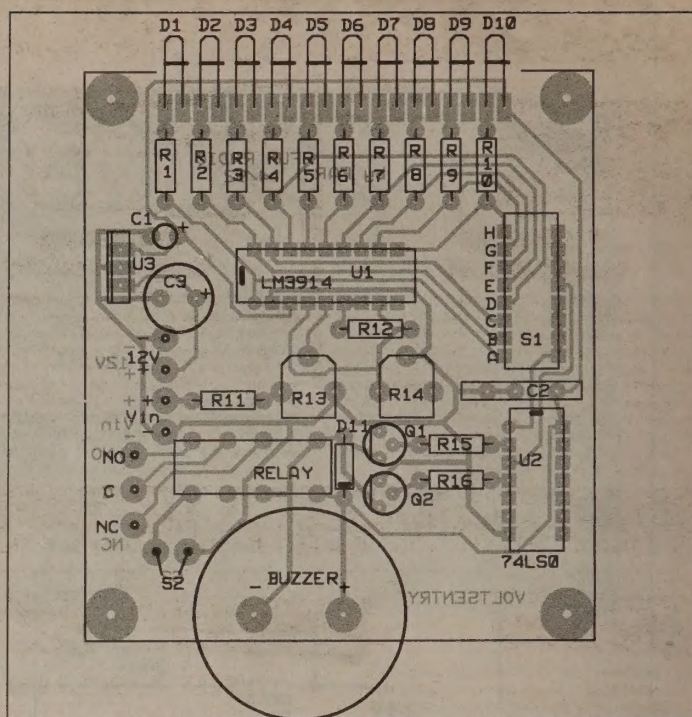 D1 D2 D3 D4 D5 D6 D7 D8 D9 D10
R1 R2 R3 R4 R5 R6 R7 R8 R9 R10
C1 +
U3
C3 +
U1
LM3914
H
G
F
E
D
C
B
A
S1
R12
-
12V
+
12V
+
Vin
-
Vin
R11
R13
R14
C2
D11
Q1
R15
U2
NO
RELAY
C
Q2
R16
NC
NC
74LS0
S2
BUZZER
- +
VOLTSENTRY